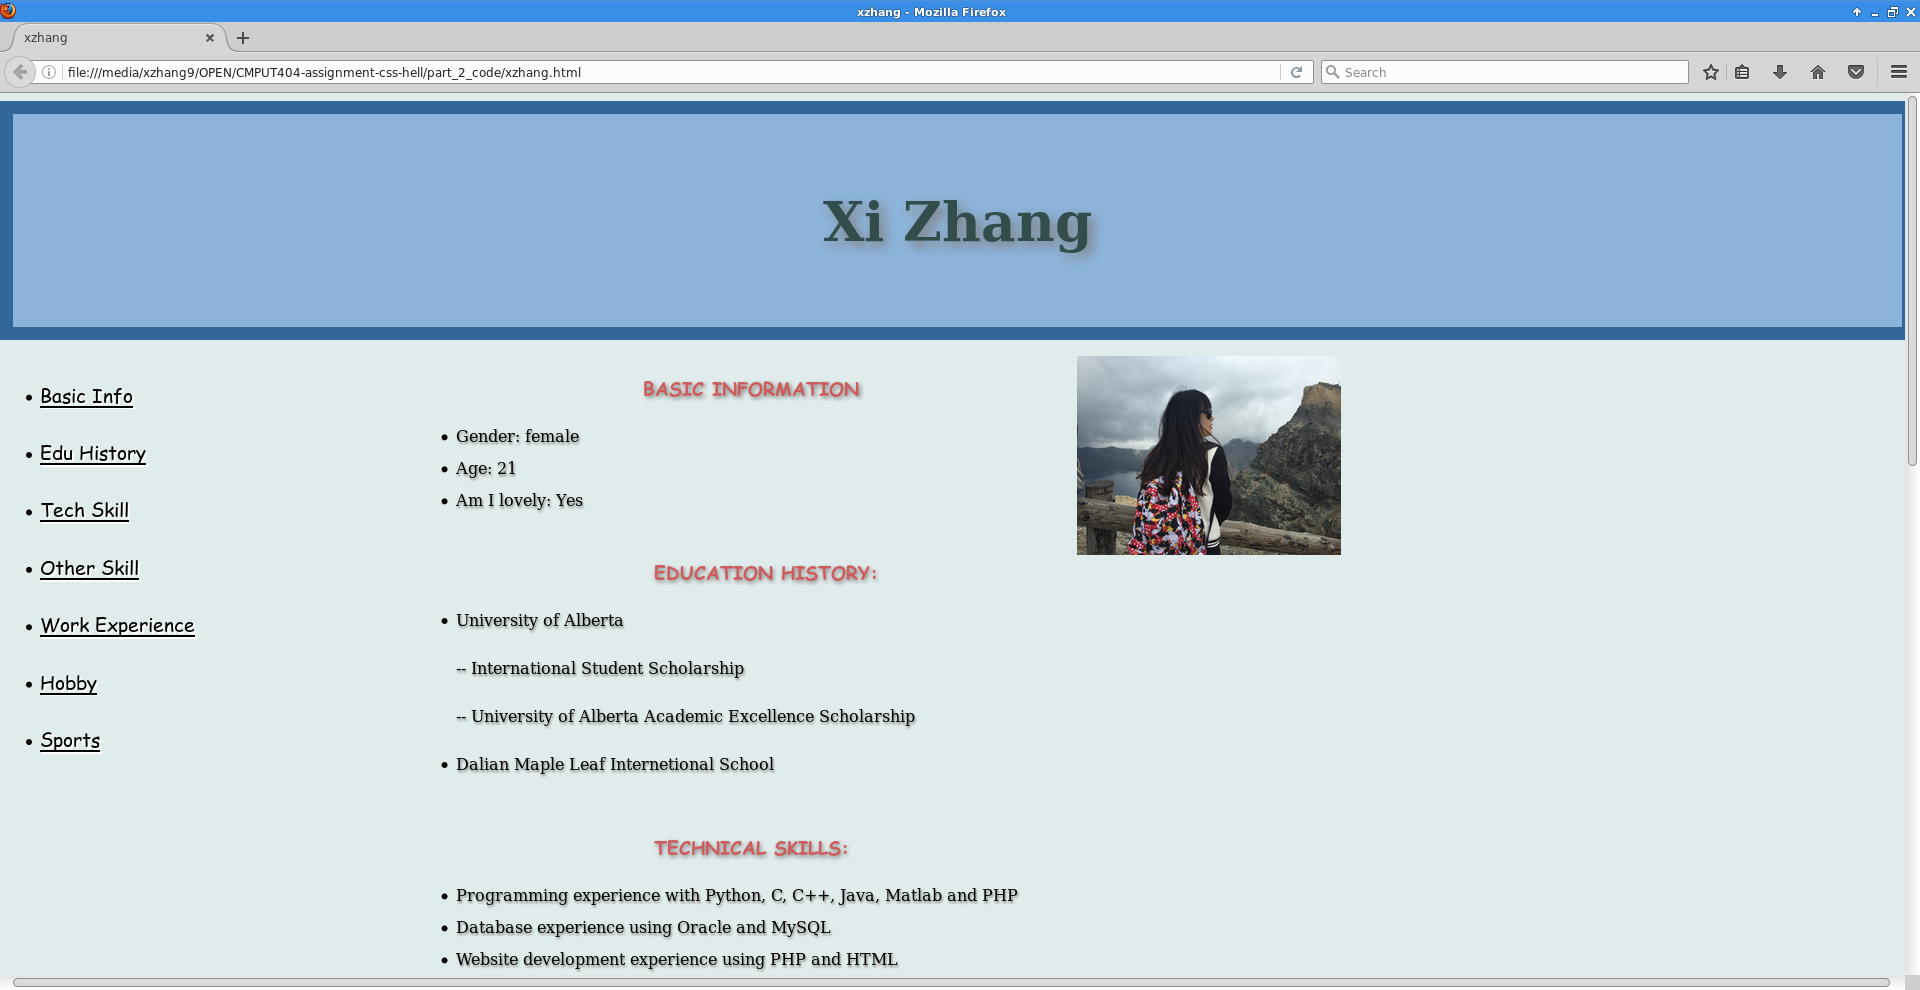 xzhang - Mozilla Firefox
xzhang
file:///media/xzhang9/OPEN/CMPUT404-assignment-css-hell/part_2_code/xzhang.html
Search
Xi Zhang
Basic Info
Edu History
Tech Skill
Other Skill
Work Experience
Hobby
Sports
BASIC INFORMATION
Gender: female
Age: 21
Am I lovely: Yes
EDUCATION HISTORY:
University of Alberta
-- International Student Scholarship
-- University of Alberta Academic Excellence Scholarship
Dalian Maple Leaf Internetional School
TECHNICAL SKILLS:
Programming experience with Python, C, C++, Java, Matlab and PHP
Database experience using Oracle and MySQL
Website development experience using PHP and HTML